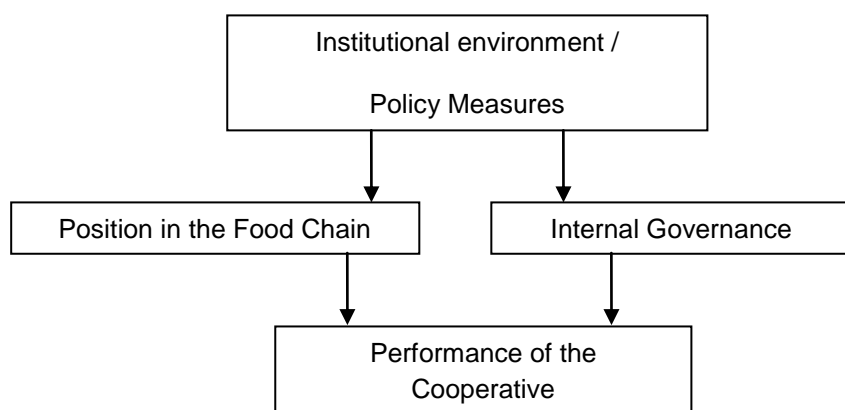 Institutional environment /
Policy Measures
Position in the Food Chain
Internal Governance
Performance of the
Cooperative